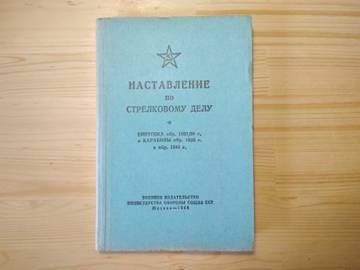 НАСТАВЛЕНИЕ
ПО
СТРЕЛКОВОМУ ДЕЛУ
ВИНТОВКА обр. 1891/30 г.
и КАРАБИНЫ обр. 1938 г.
и обр. 1944 г.
ВОЕННОЕ ИЗДАТЕЛЬСТВО
МИНИСТЕРСТВА ОБОРОНЫ СОЮЗА ССР
Москва—